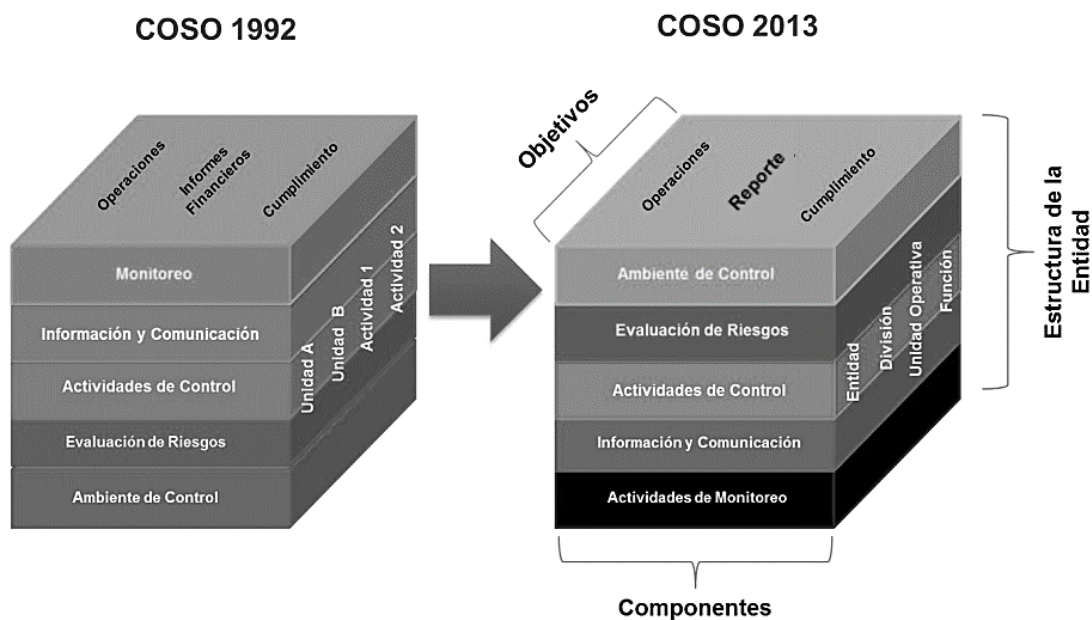 COSO 1992
COSO 2013
Operaciones
Informes
Financieros
Cumplimiento
Monitoreo
Información y Comunicación
Actividades de Control
Evaluación de Riesgos
Ambiente de Control
Unidad A
Unidad B
Actividad 1
Actividad 2
Objetivos
Operaciones
Reporte
Cumplimiento
Ambiente de Control
Evaluación de Riesgos
Actividades de Control
Información y Comunicación
Actividades de Monitoreo
Entidad
División
Unidad Operativa
Función
Estructura de la
Entidad
Componentes